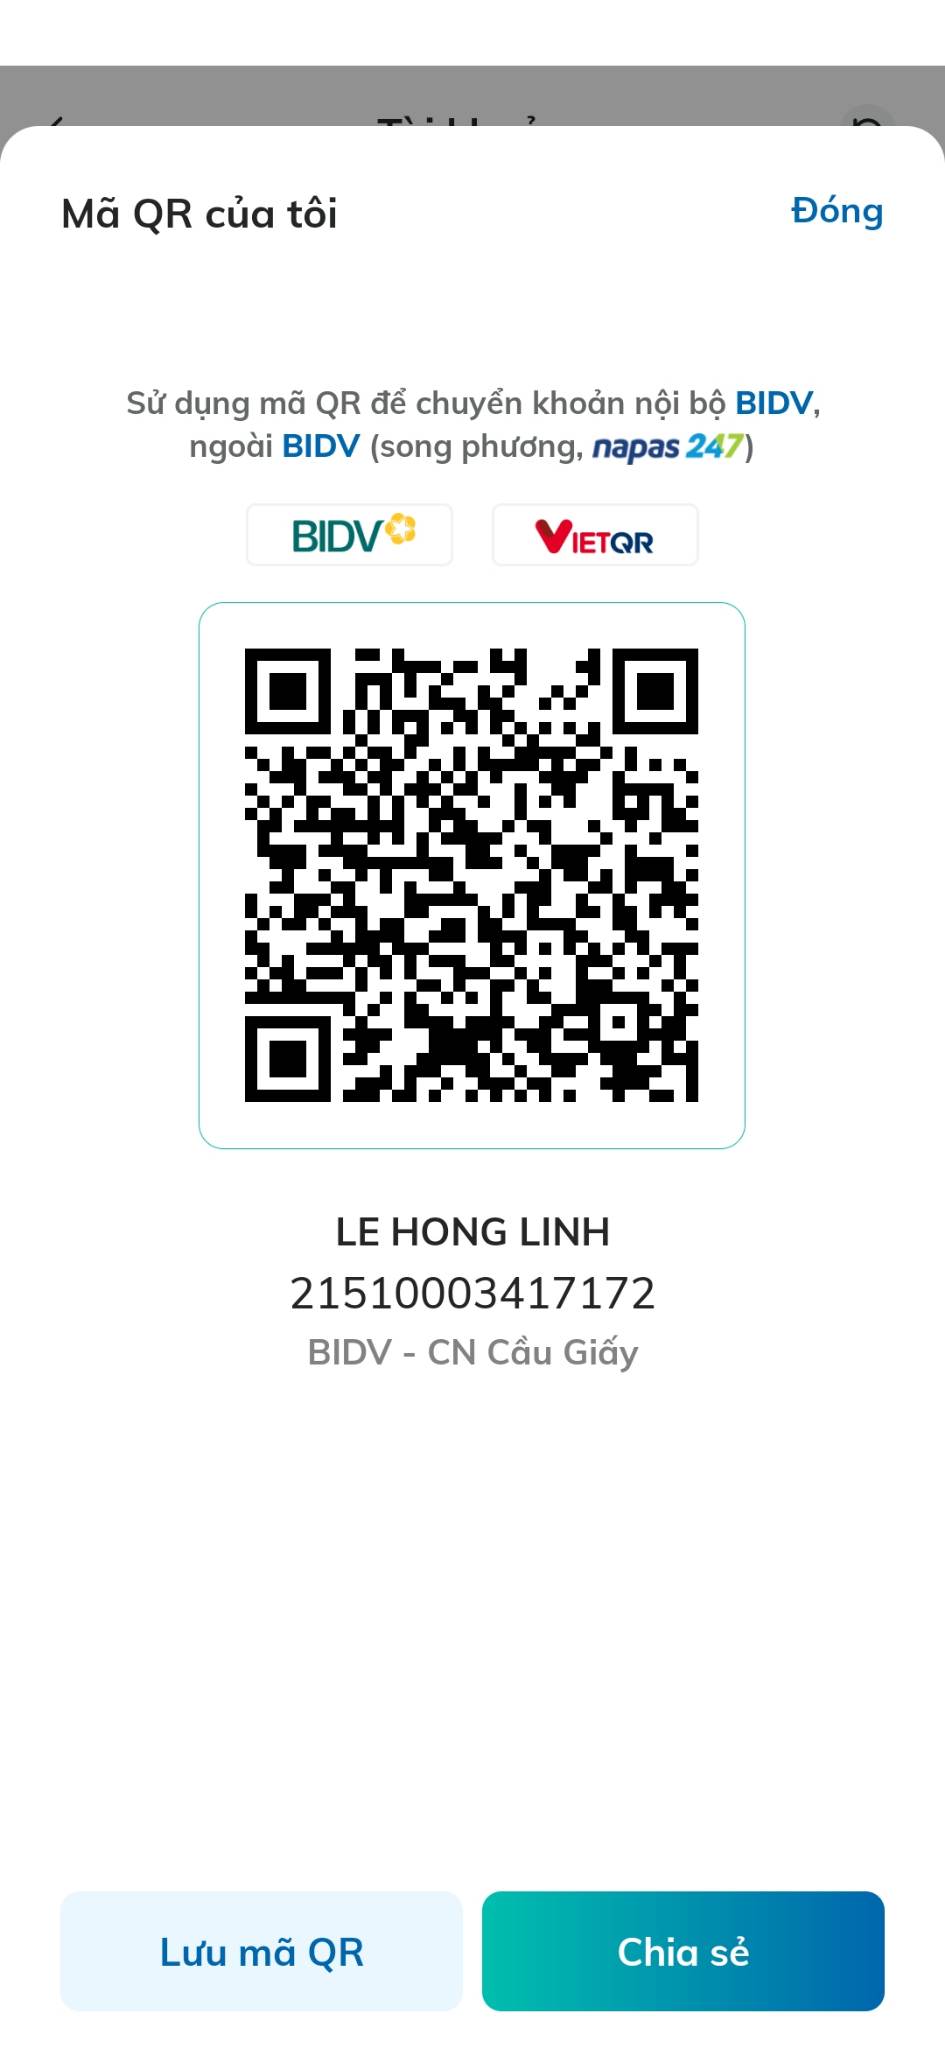 Mã QR của tôi
Đóng
Sử dụng mã QR để chuyển khoản nội bộ BIDV,
ngoài BIDV (song phương, napas 247)
BIDV
VIETQR
LE HONG LINH
21510003417172
BIDV - CN Cầu Giấy
Lưu mã QR
Chia sẻ